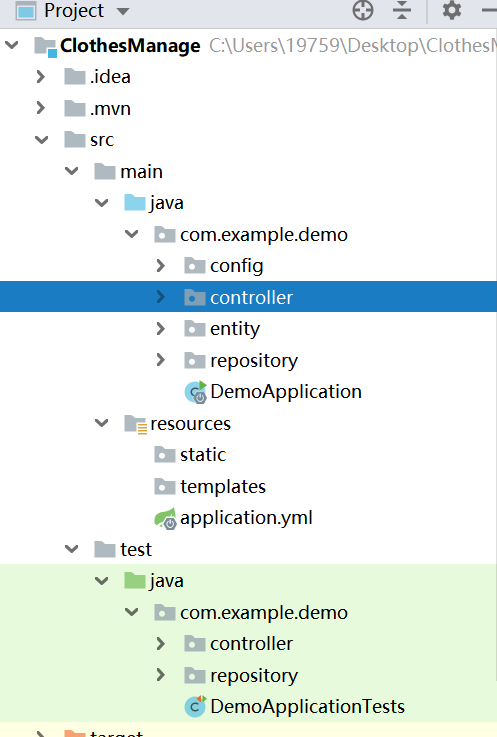 Project
ClothesManage C:\Users\19759\Desktop\ClothesM
.idea
.mvn
src
main
java
com.example.demo
config
controller
entity
repository
DemoApplication
resources
static
templates
application.yml
test
java
com.example.demo
controller
repository
DemoApplicationTests
target